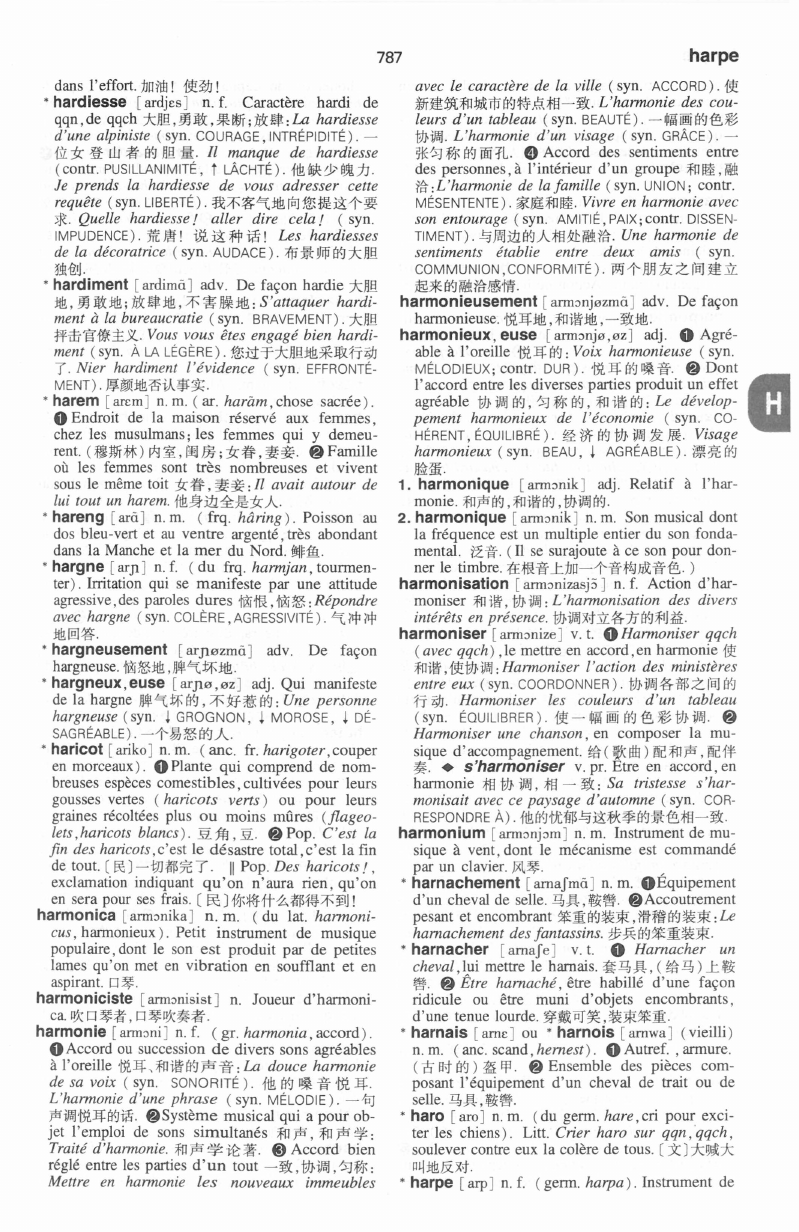 787
harpe
dans l'effort. 加油！使劲！
* hardiesse [ardjɛs] n. f. Caractère hardi de
qqn, de qqch 大胆,勇敢,果断;放肆: La hardiesse
d'une alpiniste (syn. COURAGE, INTRÉPIDITÉ). 一
位女登山者的胆量. Il manque de hardiesse
(contr. PUSILLANIMITÉ, ↑ LÂCHTÉ). 他缺少魄力.
Je prends la hardiesse de vous adresser cette
requête (syn. LIBERTÉ). 我不客气地向您提这个要
求. Quelle hardiesse! aller dire cela! (syn.
IMPUDENCE). 荒唐！说这种话！Les hardiesses
de la décoratrice (syn. AUDACE). 布景师的大胆
独创.
* hardiment [ardimɑ̃] adv. De façon hardie 大胆
地,勇敢地;放肆地,不害臊地: S'attaquer hardi-
ment à la bureaucratie (syn. BRAVEMENT). 大胆
抨击官僚主义. Vous vous êtes engagé bien hardi-
ment (syn. À LA LÉGÈRE). 您过于大胆地采取行动
了. Nier hardiment l'évidence (syn. EFFRONTÉ-
MENT). 厚颜地否认事实.
* harem [arɛm] n. m. (ar. harām, chose sacrée).
❶ Endroit de la maison réservé aux femmes,
chez les musulmans; les femmes qui y demeu-
rent. (穆斯林)内室,闺房;女眷,妻妾. ❷ Famille
où les femmes sont très nombreuses et vivent
sous le même toit 女眷,妻妾: Il avait autour de
lui tout un harem. 他身边全是女人.
* hareng [arɑ̃] n. m. (frq. hâring). Poisson au
dos bleu-vert et au ventre argenté, très abondant
dans la Manche et la mer du Nord. 鲱鱼.
* hargne [arɲ] n. f. (du frq. harmjan, tourmen-
ter). Irritation qui se manifeste par une attitude
agressive, des paroles dures 恼恨,恼怒: Répondre
avec hargne (syn. COLÈRE, AGRESSIVITÉ). 气冲冲
地回答.
* hargneusement [arɲøzmɑ̃] adv. De façon
hargneuse. 恼怒地,脾气坏地.
* hargneux, euse [arɲø, øz] adj. Qui manifeste
de la hargne 脾气坏的,不好惹的: Une personne
hargneuse (syn. ↓ GROGNON, ↓ MOROSE, ↓ DÉ-
SAGRÉABLE). 一个易怒的人.
* haricot [ariko] n. m. (anc. fr. harigoter, couper
en morceaux). ❶ Plante qui comprend de nom-
breuses espèces comestibles, cultivées pour leurs
gousses vertes (haricots verts) ou pour leurs
graines récoltées plus ou moins mûres (flageo-
lets, haricots blancs). 豆角,豆. ❷ Pop. C'est la
fin des haricots, c'est le désastre total, c'est la fin
de tout. 〔民〕一切都完了. ‖ Pop. Des haricots!,
exclamation indiquant qu'on n'aura rien, qu'on
en sera pour ses frais. 〔民〕你将什么都得不到！
harmonica [armɔnika] n. m. (du lat. harmoni-
cus, harmonieux). Petit instrument de musique
populaire, dont le son est produit par de petites
lames qu'on met en vibration en soufflant et en
aspirant. 口琴.
harmoniciste [armɔnisist] n. Joueur d'harmoni-
ca. 吹口琴者,口琴吹奏者.
harmonie [armɔni] n. f. (gr. harmonia, accord).
❶ Accord ou succession de divers sons agréables
à l'oreille 悦耳、和谐的声音: La douce harmonie
de sa voix (syn. SONORITÉ). 他的嗓音悦耳.
L'harmonie d'une phrase (syn. MÉLODIE). 一句
声调悦耳的话. ❷ Système musical qui a pour ob-
jet l'emploi de sons simultanés 和声,和声学:
Traité d'harmonie. 和声学论著. ❸ Accord bien
réglé entre les parties d'un tout 一致,协调,匀称:
Mettre en harmonie les nouveaux immeubles
avec le caractère de la ville (syn. ACCORD). 使
新建筑和城市的特点相一致. L'harmonie des cou-
leurs d'un tableau (syn. BEAUTÉ). 一幅画的色彩
协调. L'harmonie d'un visage (syn. GRÂCE). 一
张匀称的面孔. ❹ Accord des sentiments entre
des personnes, à l'intérieur d'un groupe 和睦,融
洽: L'harmonie de la famille (syn. UNION; contr.
MÉSENTENTE). 家庭和睦. Vivre en harmonie avec
son entourage (syn. AMITIÉ, PAIX; contr. DISSEN-
TIMENT). 与周边的人相处融洽. Une harmonie de
sentiments établie entre deux amis (syn.
COMMUNION, CONFORMITÉ). 两个朋友之间建立
起来的融洽感情.
harmonieusement [armɔnjøzmɑ̃] adv. De façon
harmonieuse. 悦耳地,和谐地,一致地.
harmonieux, euse [armɔnjø, øz] adj. ❶ Agré-
able à l'oreille 悦耳的: Voix harmonieuse (syn.
MÉLODIEUX; contr. DUR). 悦耳的嗓音. ❷ Dont
l'accord entre les diverses parties produit un effet
agréable 协调的,匀称的,和谐的: Le dévelop-
pement harmonieux de l'économie (syn. CO-
HÉRENT, ÉQUILIBRÉ). 经济的协调发展. Visage
harmonieux (syn. BEAU, ↓ AGRÉABLE). 漂亮的
脸蛋.
1. harmonique [armɔnik] adj. Relatif à l'har-
monie. 和声的,和谐的,协调的.
2. harmonique [armɔnik] n. m. Son musical dont
la fréquence est un multiple entier du son fonda-
mental. 泛音. (Il se surajoute à ce son pour don-
ner le timbre. 在根音上加一个音构成音色.)
harmonisation [armɔnizasjɔ̃] n. f. Action d'har-
moniser 和谐,协调: L'harmonisation des divers
intérêts en présence. 协调对立各方的利益.
harmoniser [armɔnize] v. t. ❶ Harmoniser qqch
(avec qqch), le mettre en accord, en harmonie 使
和谐,使协调: Harmoniser l'action des ministères
entre eux (syn. COORDONNER). 协调各部之间的
行动. Harmoniser les couleurs d'un tableau
(syn. ÉQUILIBRER). 使一幅画的色彩协调. ❷
Harmoniser une chanson, en composer la mu-
sique d'accompagnement. 给(歌曲)配和声,配伴
奏. ◆ s'harmoniser v. pr. Être en accord, en
harmonie 相协调,相一致: Sa tristesse s'har-
monisait avec ce paysage d'automne (syn. COR-
RESPONDRE À). 他的忧郁与这秋季的景色相一致.
harmonium [armɔnjɔm] n. m. Instrument de mu-
sique à vent, dont le mécanisme est commandé
par un clavier. 风琴.
* harnachement [arnaʃmɑ̃] n. m. ❶ Équipement
d'un cheval de selle. 马具,鞍辔. ❷ Accoutrement
pesant et encombrant 笨重的装束,滑稽的装束: Le
harnachement des fantassins. 步兵的笨重装束.
* harnacher [arnaʃe] v. t. ❶ Harnacher un
cheval, lui mettre le harnais. 套马具,(给马)上鞍
辔. ❷ Être harnaché, être habillé d'une façon
ridicule ou être muni d'objets encombrants,
d'une tenue lourde. 穿戴可笑,装束笨重.
* harnais [arnɛ] ou * harnois [arnwa] (vieilli)
n. m. (anc. scand, hernest). ❶ Autref., armure.
(古时的)盔甲. ❷ Ensemble des pièces com-
posant l'équipement d'un cheval de trait ou de
selle. 马具,鞍辔.
* haro [aro] n. m. (du germ. hare, cri pour exci-
ter les chiens). Litt. Crier haro sur qqn, qqch,
soulever contre eux la colère de tous. 〔文〕大喊大
叫地反对.
* harpe [arp] n. f. (germ. harpa). Instrument de
H